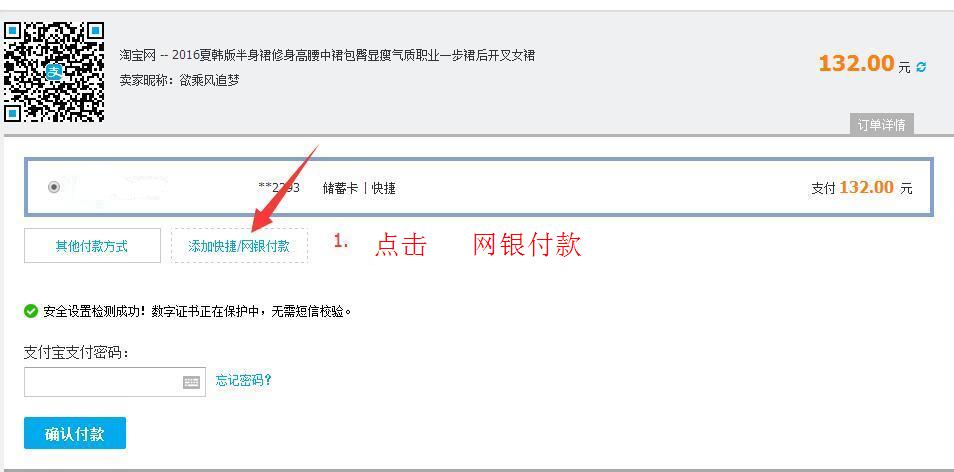 淘宝网 -- 2016夏韩版半身裙修身高腰中裙包臀显瘦气质职业一步裙后开叉女裙
卖家昵称：欲乘风追梦
132.00 元
订单详情
**2293 储蓄卡 | 快捷 支付 132.00 元
其他付款方式 添加快捷/网银付款 1. 点击 网银付款
安全设置检测成功！数字证书正在保护中，无需短信校验。
支付宝支付密码：
忘记密码?
确认付款